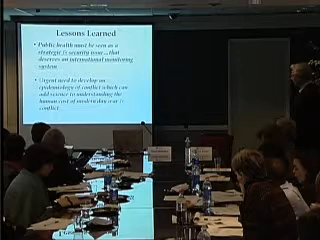 Lessons Learned
• Public health must be seen as a
strategic & security issue...that
deserves an international monitoring
system
• Urgent need to develop an
epidemiology of conflict which can
add science to understanding the
human cost of modern day war &
conflict.